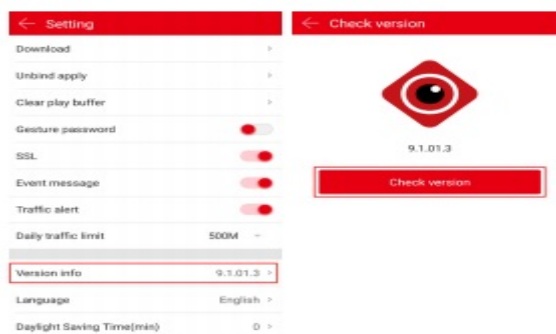 Setting
Download
Unbind apply
Clear play buffer
Gesture password
SSL
Event message
Traffic alert
Daily traffic limit 500M
Version info 9.1.01.3
Language English
Daylight Saving Time(min) 0
Check version
9.1.01.3
Check version